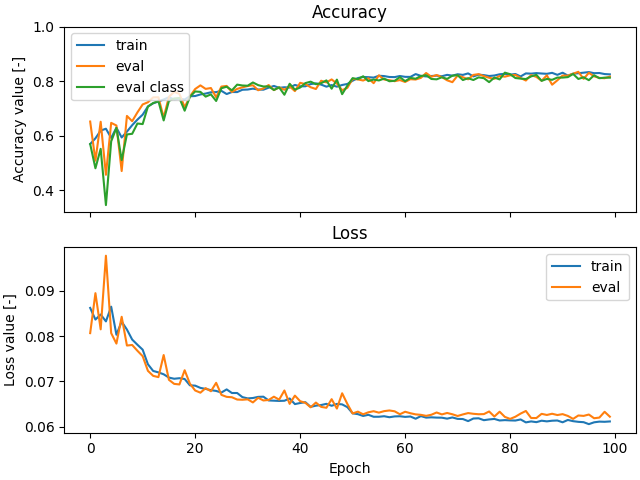 Accuracy
1.0
0.8
0.6
0.4
Accuracy value [-]
train
eval
eval class
Loss
0.09
0.08
0.07
0.06
Loss value [-]
train
eval
0
20
40
60
80
100
Epoch